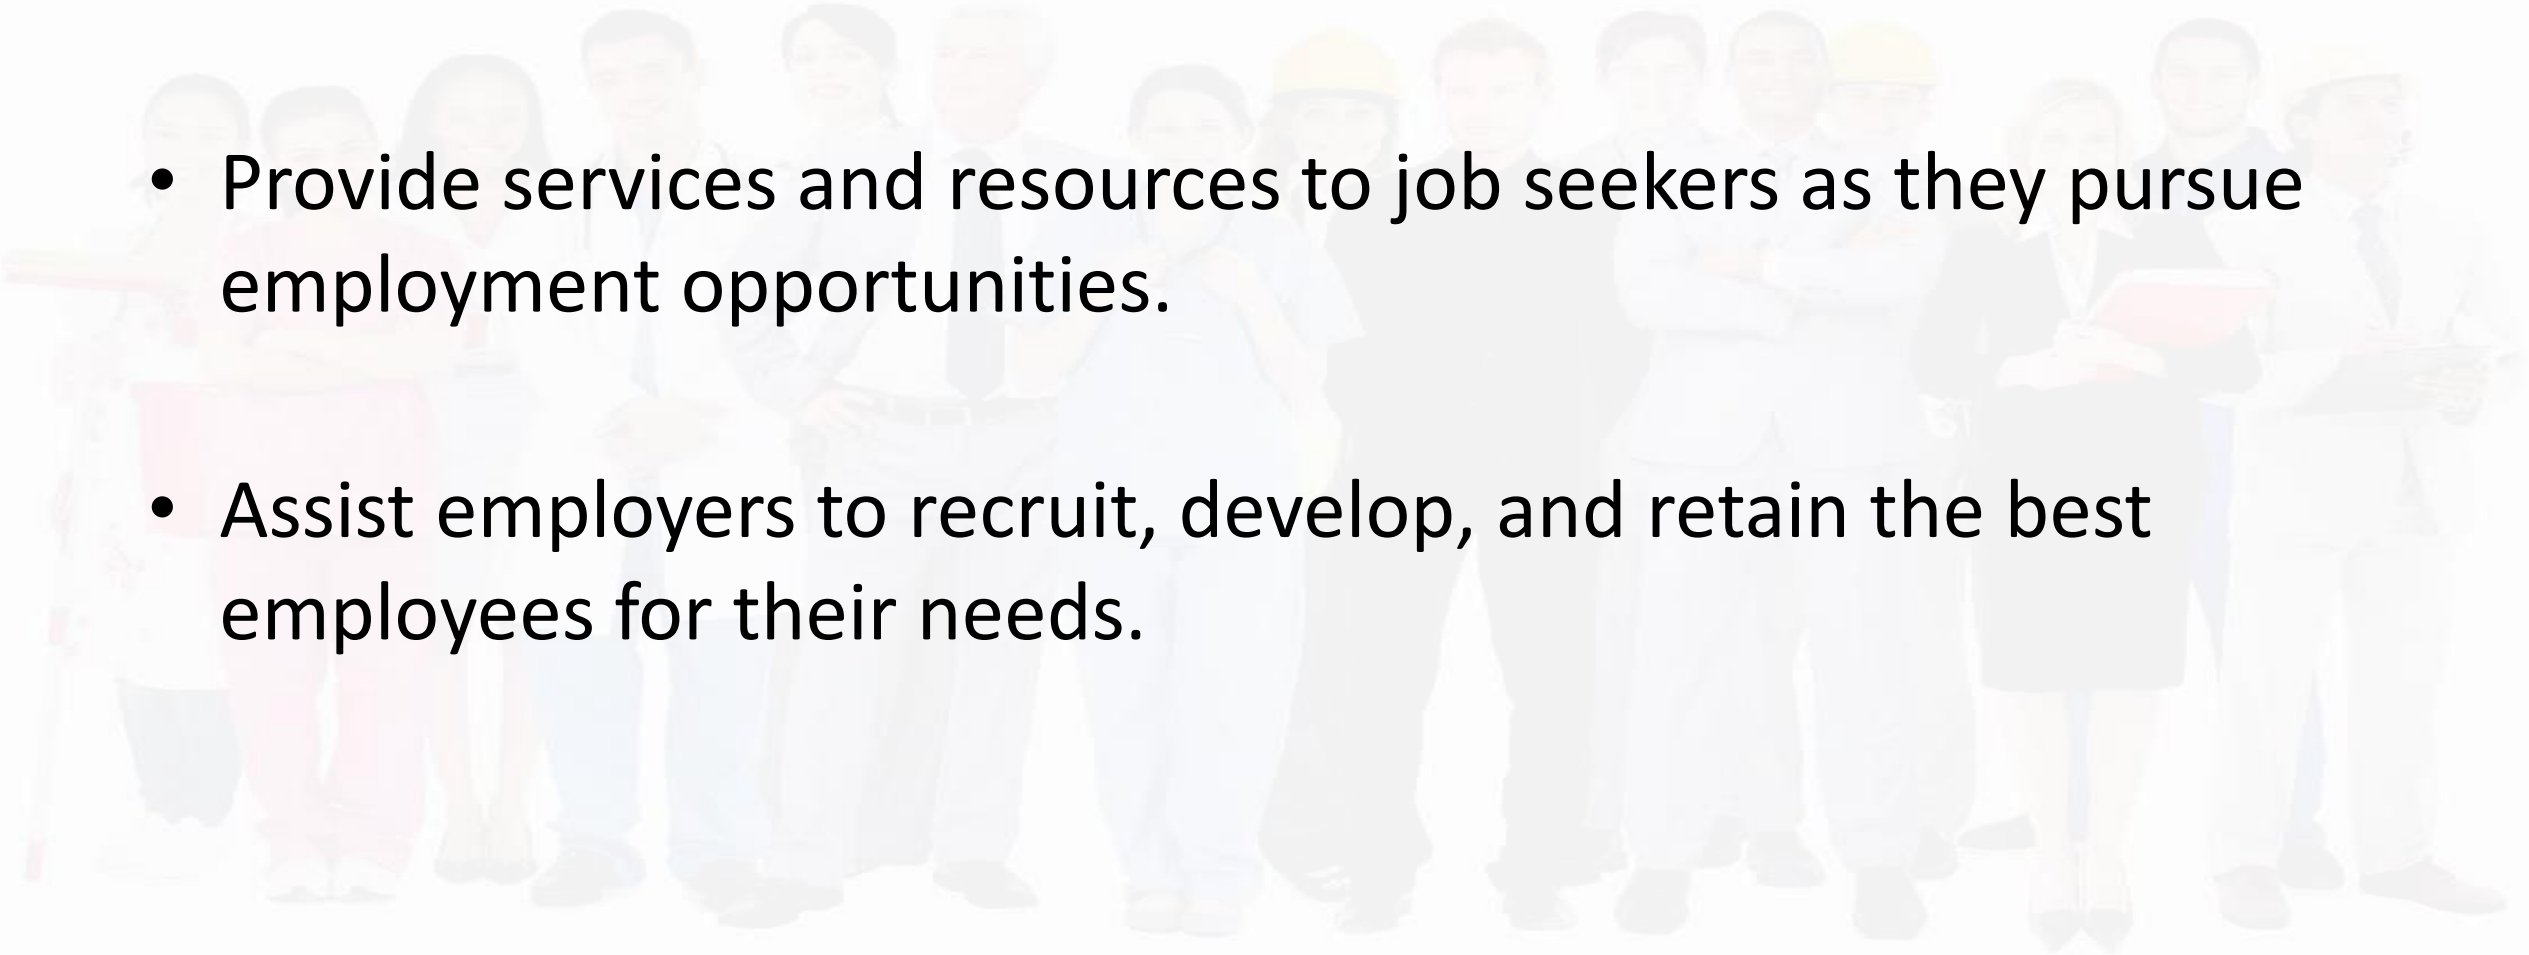 • Provide services and resources to job seekers as they pursue
employment opportunities.
• Assist employers to recruit, develop, and retain the best
employees for their needs.